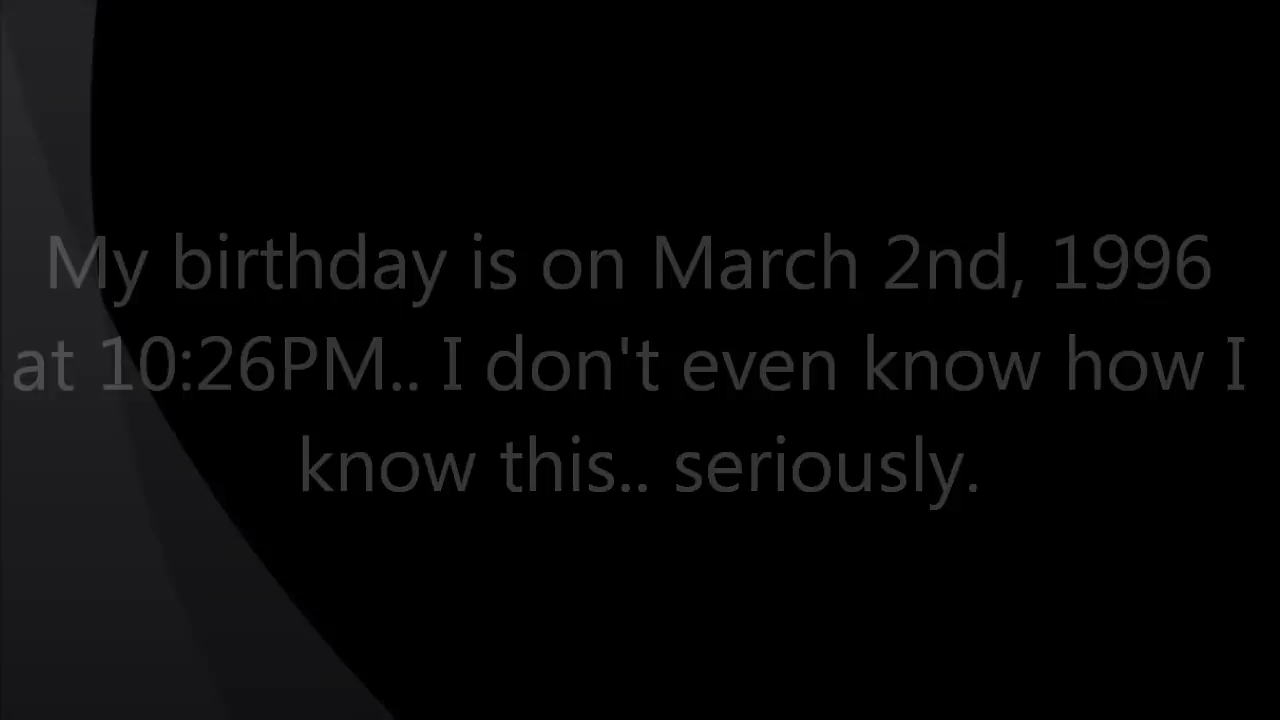 My birthday is on March 2nd, 1996
at 10:26PM.. I don't even know how I
know this.. seriously.